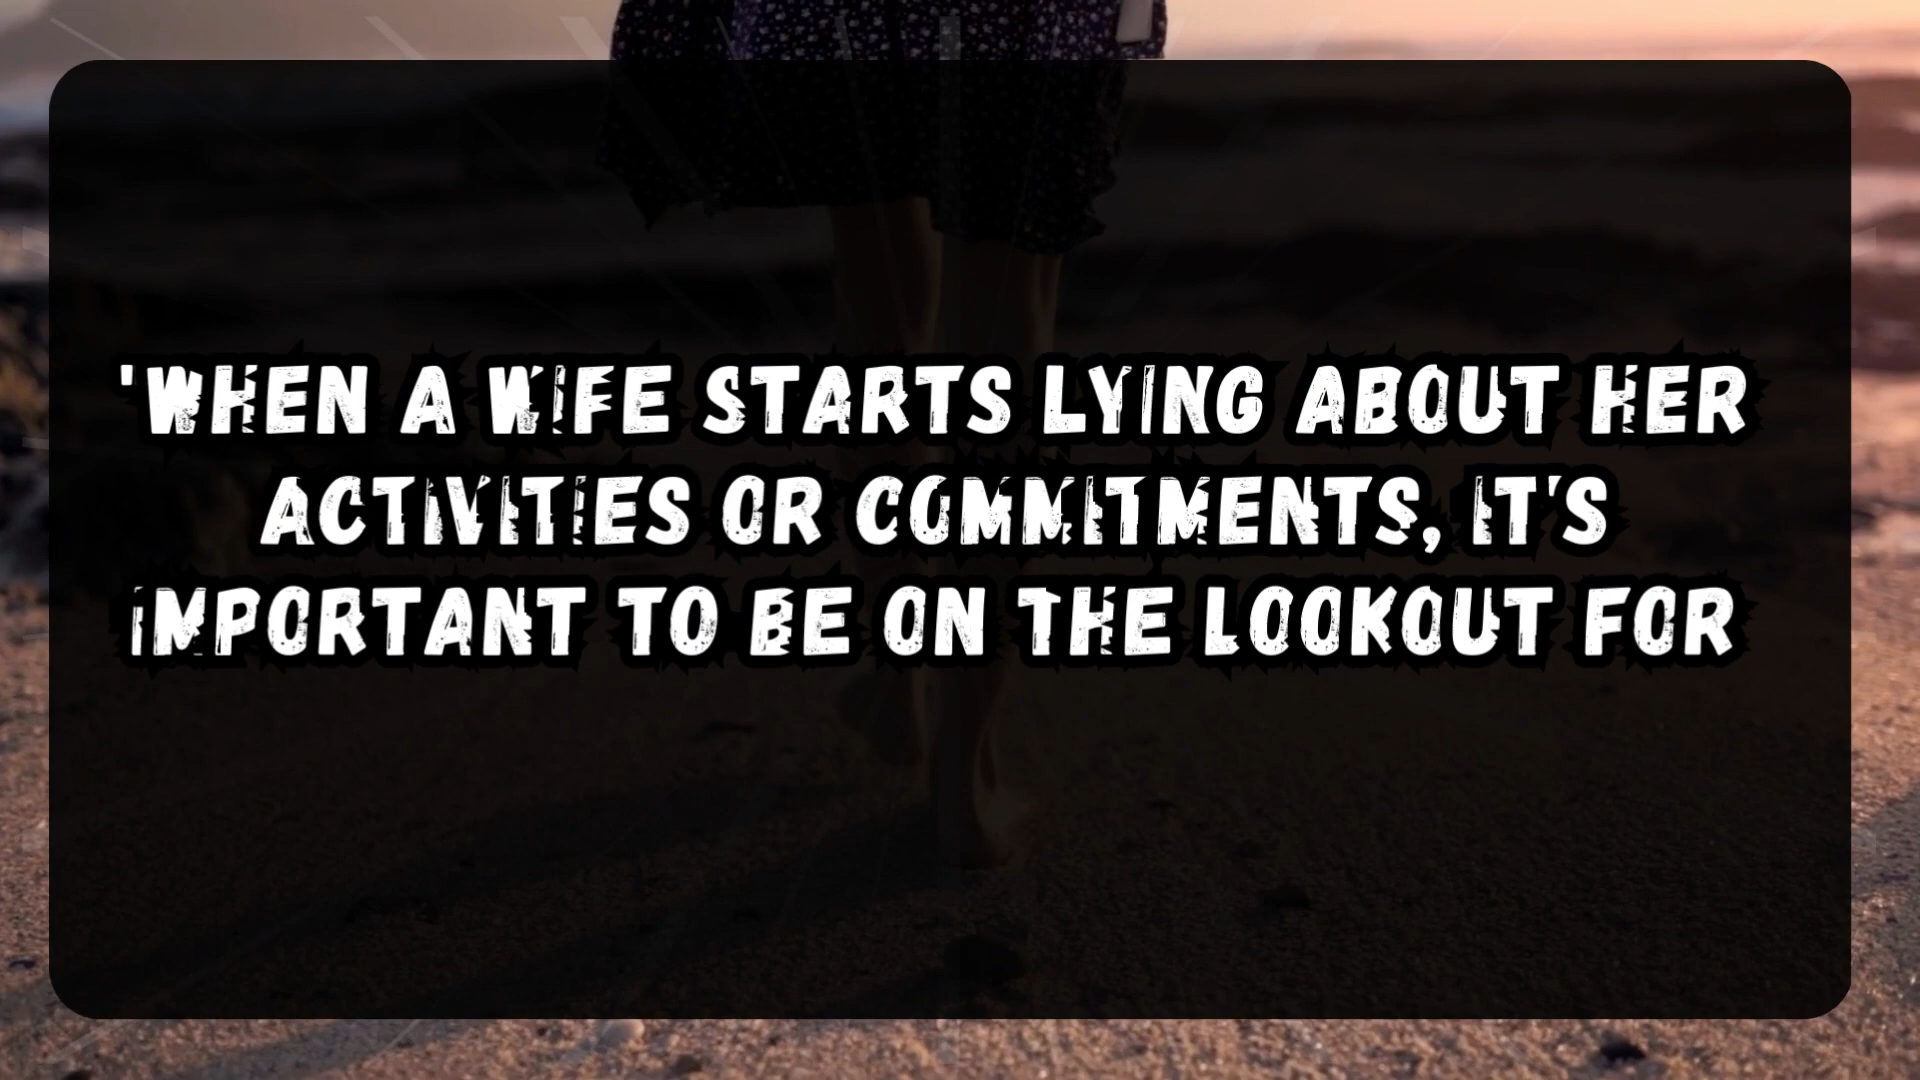 'WHEN A WIFE STARTS LYING ABOUT HER
ACTIVITIES OR COMMITMENTS, IT'S
IMPORTANT TO BE ON THE LOOKOUT FOR